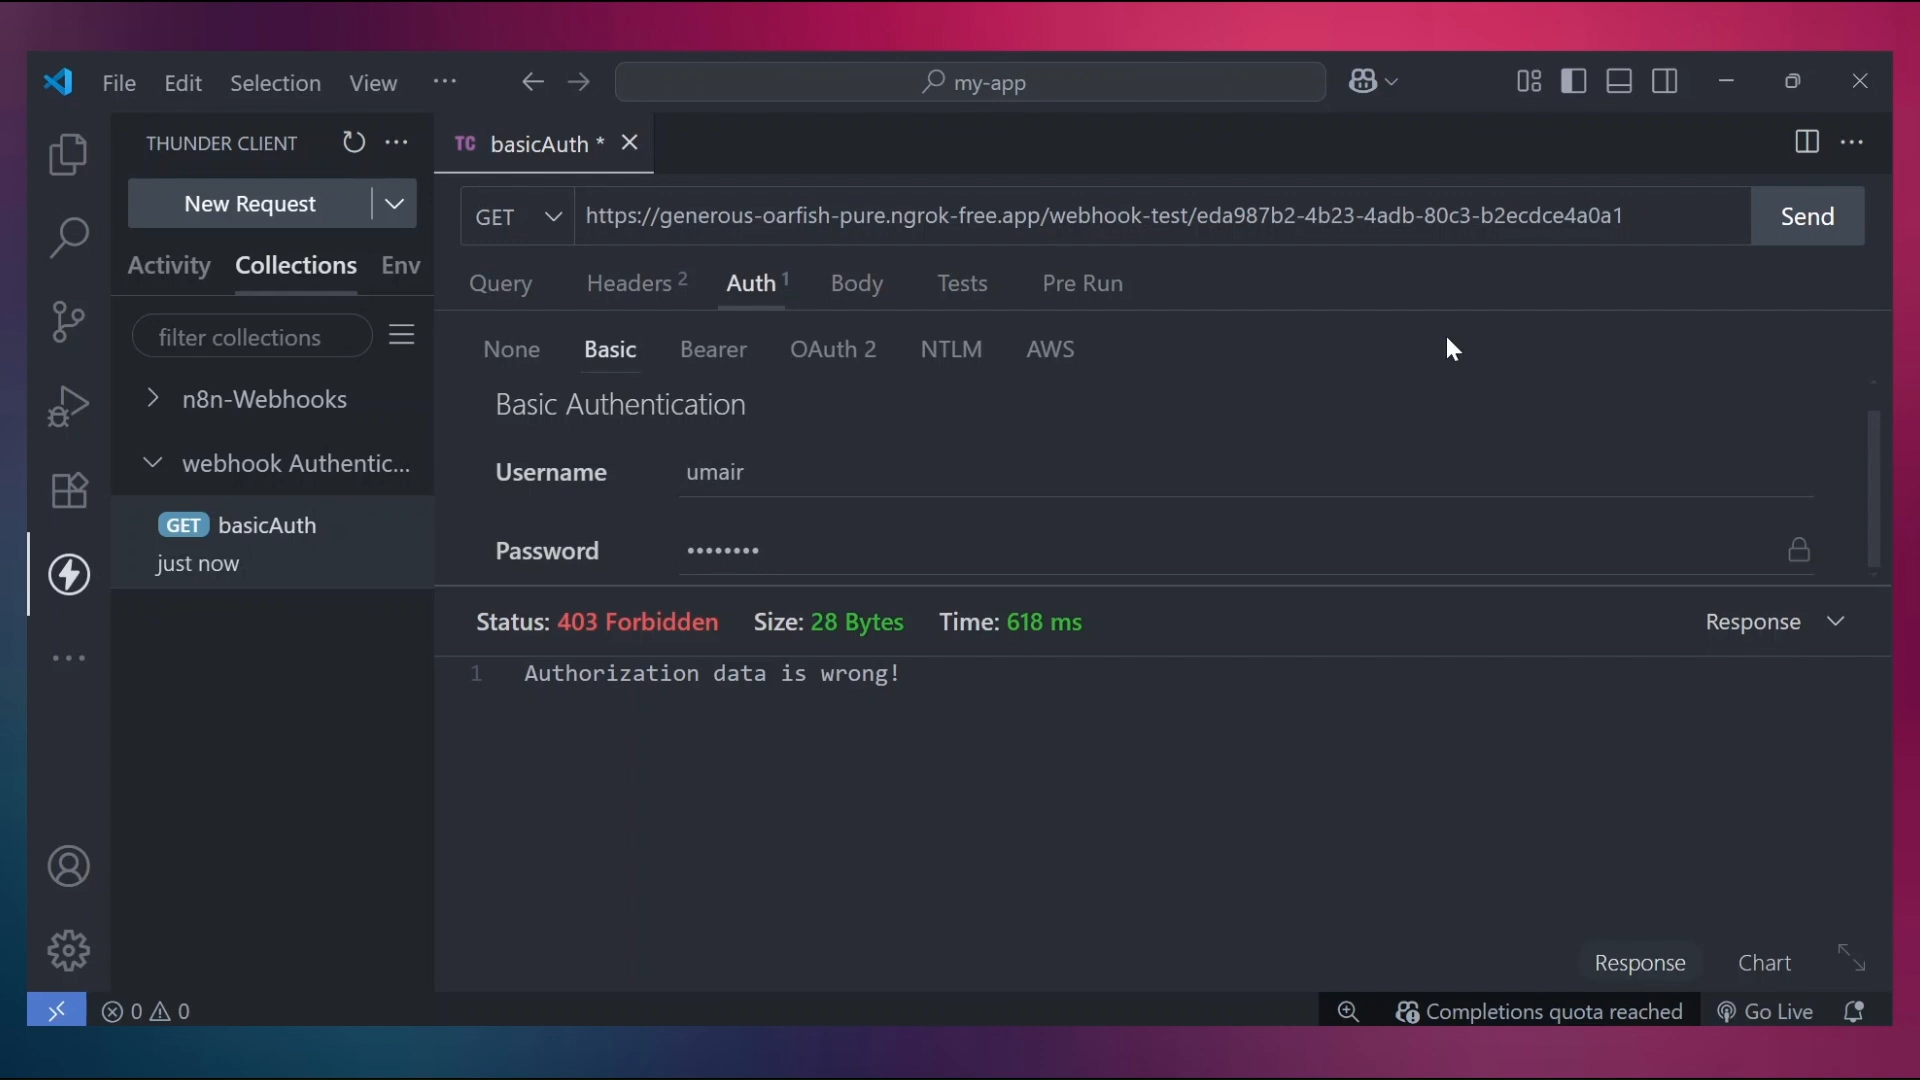 File Edit Selection View ... my-app
THUNDER CLIENT ...
TC basicAuth *
New Request
GET https://generous-oarfish-pure.ngrok-free.app/webhook-test/eda987b2-4b23-4adb-80c3-b2ecdce4a0a1 Send
Activity Collections Env
Query Headers 2 Auth 1 Body Tests Pre Run
filter collections
None Basic Bearer OAuth 2 NTLM AWS
n8n-Webhooks
Basic Authentication
webhook Authentic...
Username umair
GET basicAuth
just now
Password ••••••••
Status: 403 Forbidden Size: 28 Bytes Time: 618 ms Response
1 Authorization data is wrong!
Response Chart
0 0 Completions quota reached Go Live